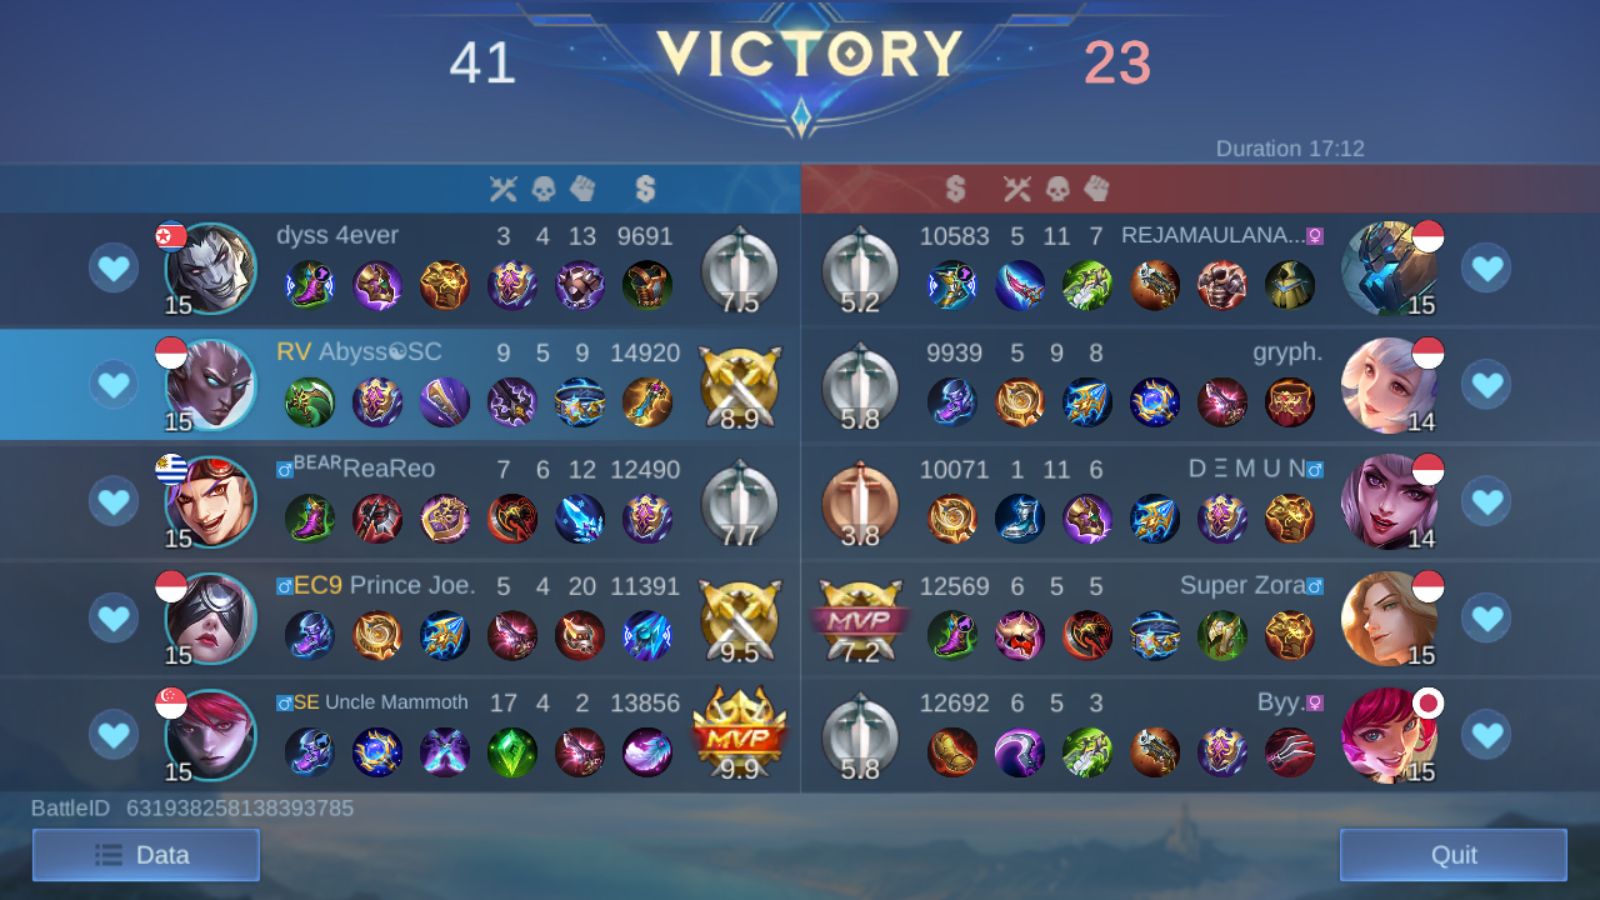 41 VICTORY 23
Duration 17:12
dyss 4ever 3 4 13 9691
15 7.5
10583 5 11 7 REJAMAULANA...♀
5.2 15
RV Abyss☯SC 9 5 9 14920
15 8.9
9939 5 9 8 gryph.
5.8 14
♂BEARReaReo 7 6 12 12490
15 7.7
10071 1 11 6 DΞMUN♂
3.8 14
♂EC9 Prince Joe. 5 4 20 11391
15 9.5
12569 6 5 5 Super Zora♂
MVP
7.2 15
♂SE Uncle Mammoth 17 4 2 13856
MVP
15 9.9
12692 6 5 3 Byy.♀
5.8 15
BattleID 631938258138393785
Data
Quit